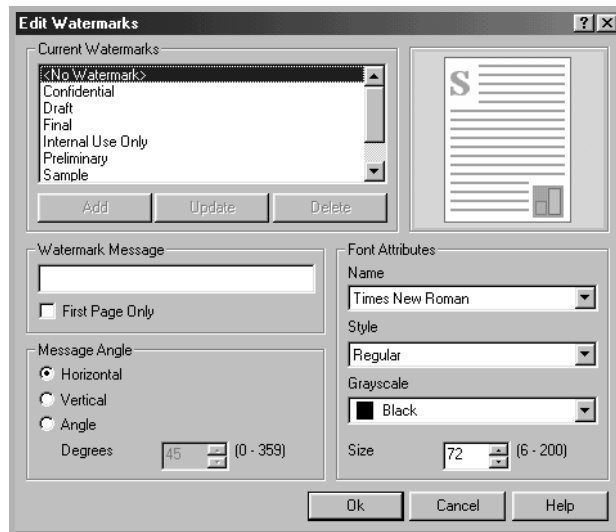 Edit Watermarks
Current Watermarks
<No Watermark>
Confidential
Draft
Final
Internal Use Only
Preliminary
Sample
Add Update Delete
S
Watermark Message
First Page Only
Message Angle
Horizontal
Vertical
Angle
Degrees 45 (0 - 359)
Font Attributes
Name
Times New Roman
Style
Regular
Grayscale
Black
Size 72 (6 - 200)
Ok Cancel Help